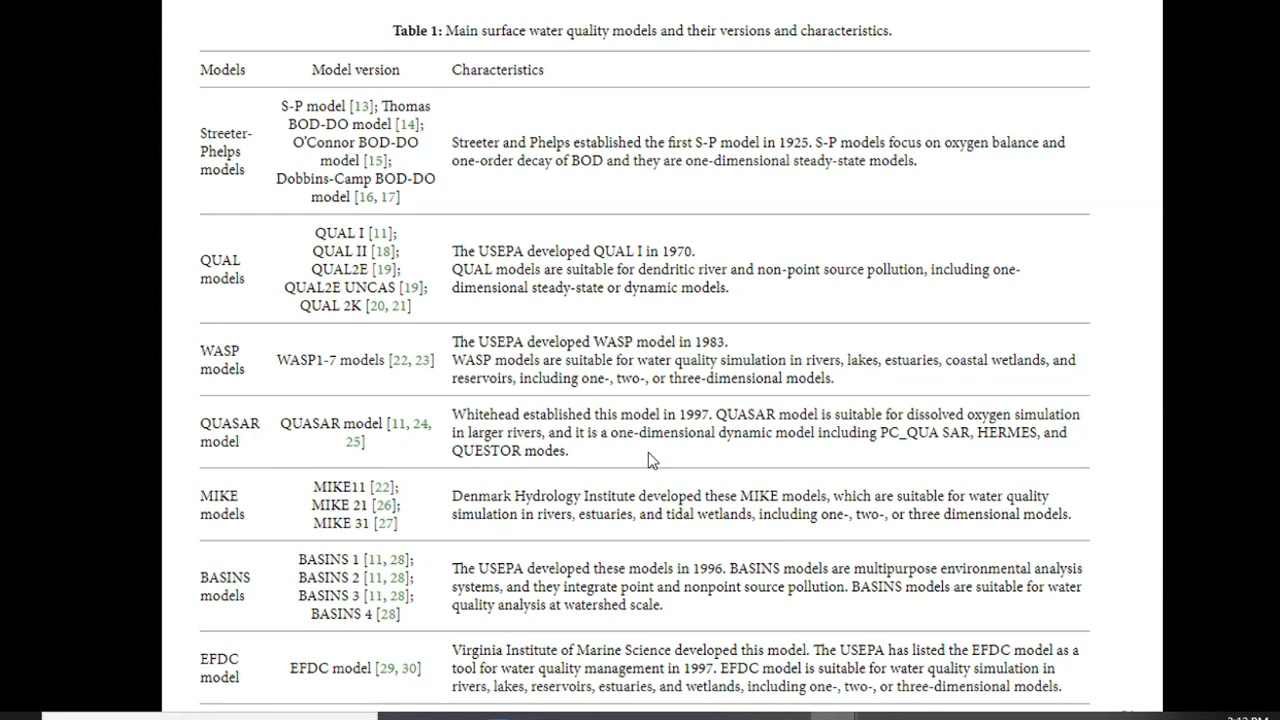 Table 1: Main surface water quality models and their versions and characteristics.
Models Model version Characteristics
Streeter-
Phelps
models
S-P model [13]; Thomas
BOD-DO model [14];
O'Connor BOD-DO
model [15];
Dobbins-Camp BOD-DO
model [16, 17]
Streeter and Phelps established the first S-P model in 1925. S-P models focus on oxygen balance and
one-order decay of BOD and they are one-dimensional steady-state models.
QUAL
models
QUAL I [11];
QUAL II [18];
QUAL2E [19];
QUAL2E UNCAS [19];
QUAL 2K [20, 21]
The USEPA developed QUAL I in 1970.
QUAL models are suitable for dendritic river and non-point source pollution, including one-
dimensional steady-state or dynamic models.
WASP
models
WASP1-7 models [22, 23]
The USEPA developed WASP model in 1983.
WASP models are suitable for water quality simulation in rivers, lakes, estuaries, coastal wetlands, and
reservoirs, including one-, two-, or three-dimensional models.
QUASAR
model
QUASAR model [11, 24,
25]
Whitehead established this model in 1997. QUASAR model is suitable for dissolved oxygen simulation
in larger rivers, and it is a one-dimensional dynamic model including PC_QUA SAR, HERMES, and
QUESTOR modes.
MIKE
models
MIKE11 [22];
MIKE 21 [26];
MIKE 31 [27]
Denmark Hydrology Institute developed these MIKE models, which are suitable for water quality
simulation in rivers, estuaries, and tidal wetlands, including one-, two-, or three dimensional models.
BASINS
models
BASINS 1 [11, 28];
BASINS 2 [11, 28];
BASINS 3 [11, 28];
BASINS 4 [28]
The USEPA developed these models in 1996. BASINS models are multipurpose environmental analysis
systems, and they integrate point and nonpoint source pollution. BASINS models are suitable for water
quality analysis at watershed scale.
EFDC
model
EFDC model [29, 30]
Virginia Institute of Marine Science developed this model. The USEPA has listed the EFDC model as a
tool for water quality management in 1997. EFDC model is suitable for water quality simulation in
rivers, lakes, reservoirs, estuaries, and wetlands, including one-, two-, or three-dimensional models.